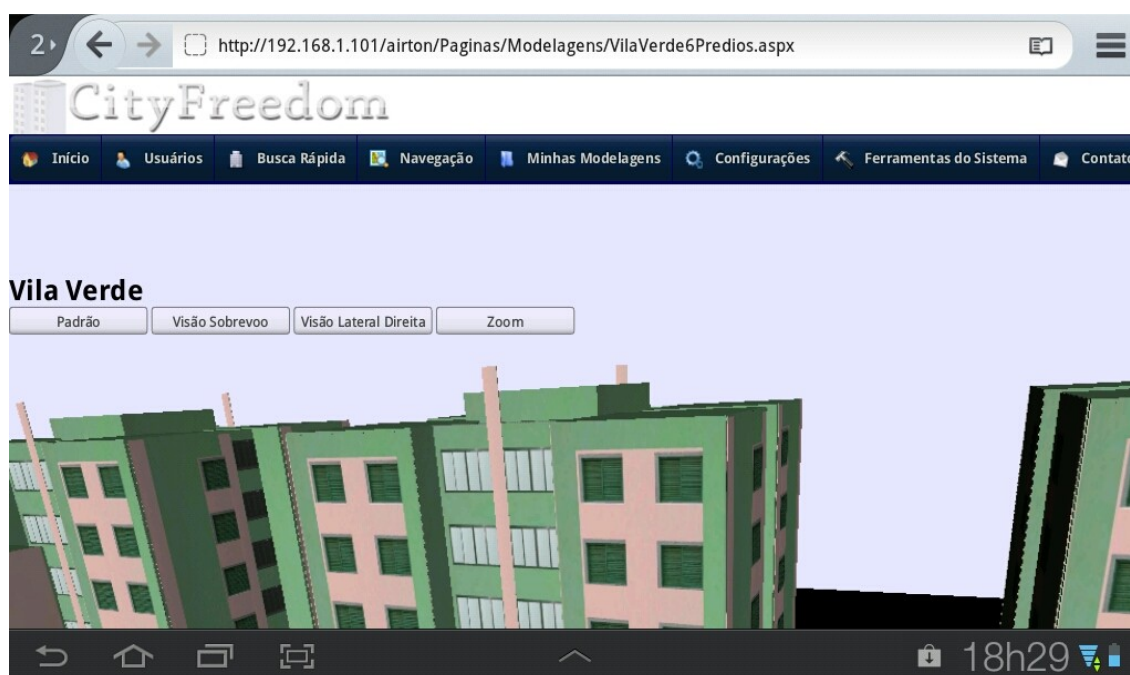 2
http://192.168.1.101/airton/Paginas/Modelagens/VilaVerde6Predios.aspx
CityFreedom
Início Usuários Busca Rápida Navegação Minhas Modelagens Configurações Ferramentas do Sistema Contato
Vila Verde
Padrão Visão Sobrevoo Visão Lateral Direita Zoom
18h29